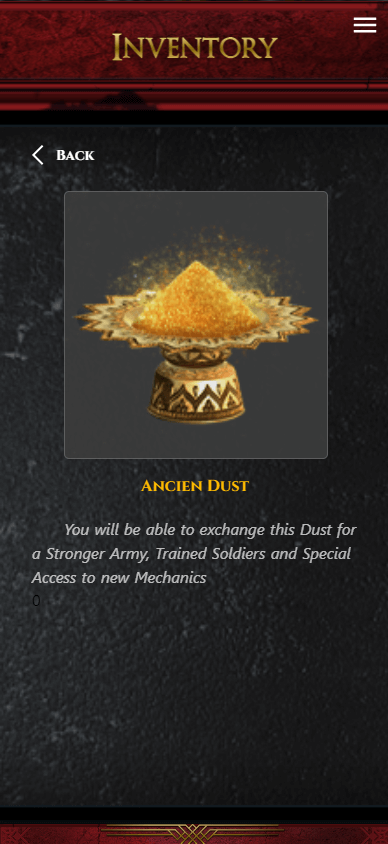 Inventory
Back
Ancien Dust
You will be able to exchange this Dust for
a Stronger Army, Trained Soldiers and Special
Access to new Mechanics
0